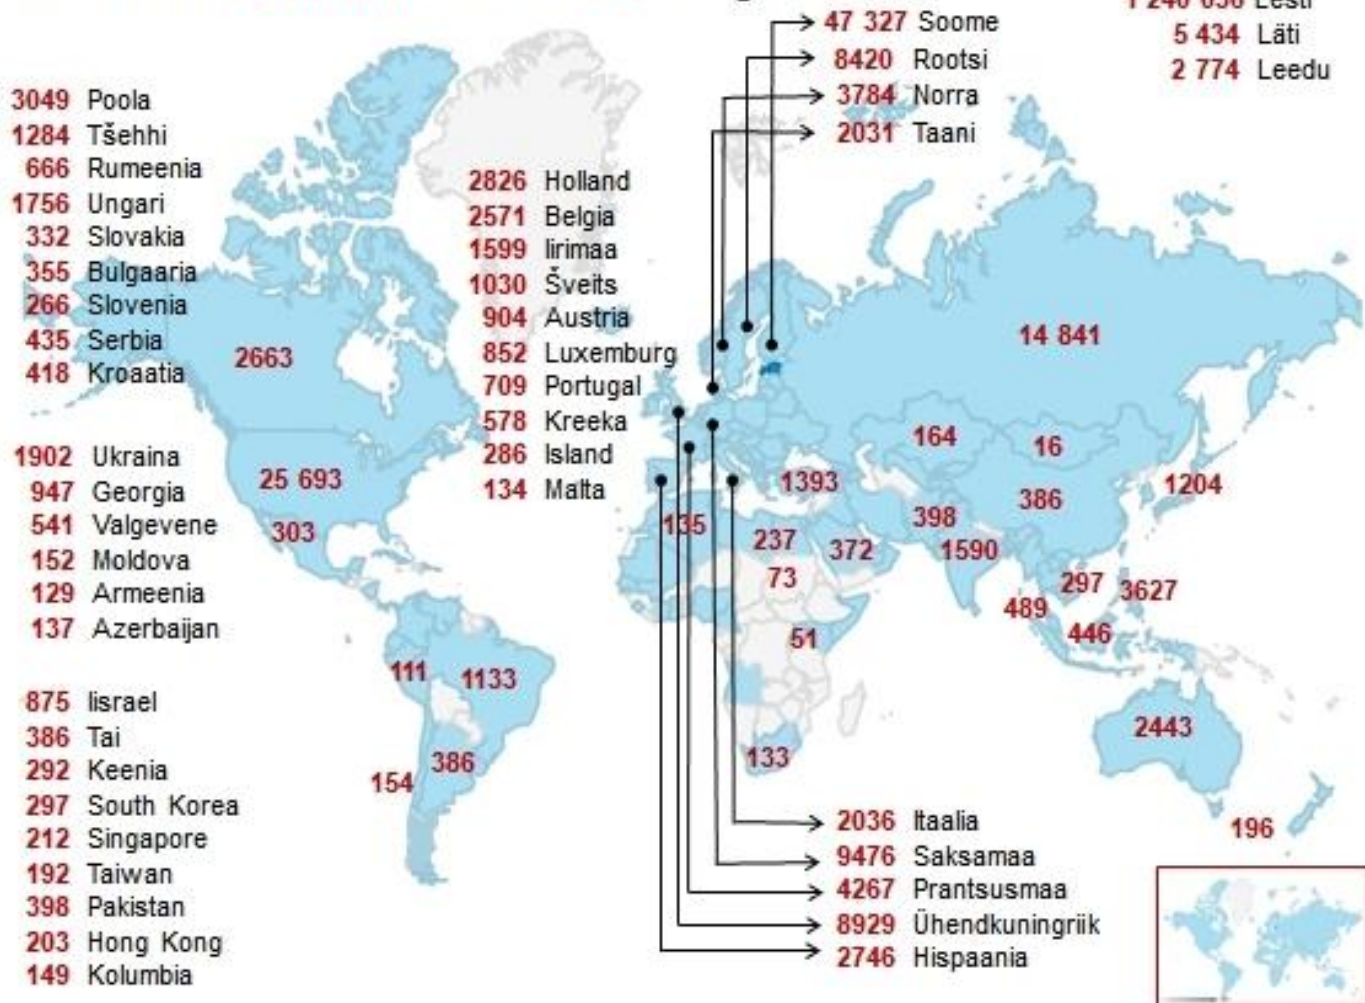 1 240 656 Eesti
5 434 Läti
2 774 Leedu
47 327 Soome
8420 Rootsi
3784 Norra
2031 Taani
3049 Poola
1284 Tšehhi
666 Rumeenia
1756 Ungari
332 Slovakia
355 Bulgaaria
266 Slovenia
435 Serbia
418 Kroaatia
2826 Holland
2571 Belgia
1599 Iirimaa
1030 Šveits
904 Austria
852 Luxemburg
709 Portugal
578 Kreeka
286 Island
134 Malta
1902 Ukraina
947 Georgia
541 Valgevene
152 Moldova
129 Armeenia
137 Azerbaijan
875 Iisrael
386 Tai
292 Keenia
297 South Korea
212 Singapore
192 Taiwan
398 Pakistan
203 Hong Kong
149 Kolumbia
2663
25 693
303
111
1133
386
154
14 841
164
16
1204
1393
386
135
398
237
372
1590
73
297
3627
489
51
446
2443
133
196
2036 Itaalia
9476 Saksamaa
4267 Prantsusmaa
8929 Ühendkuningriik
2746 Hispaania